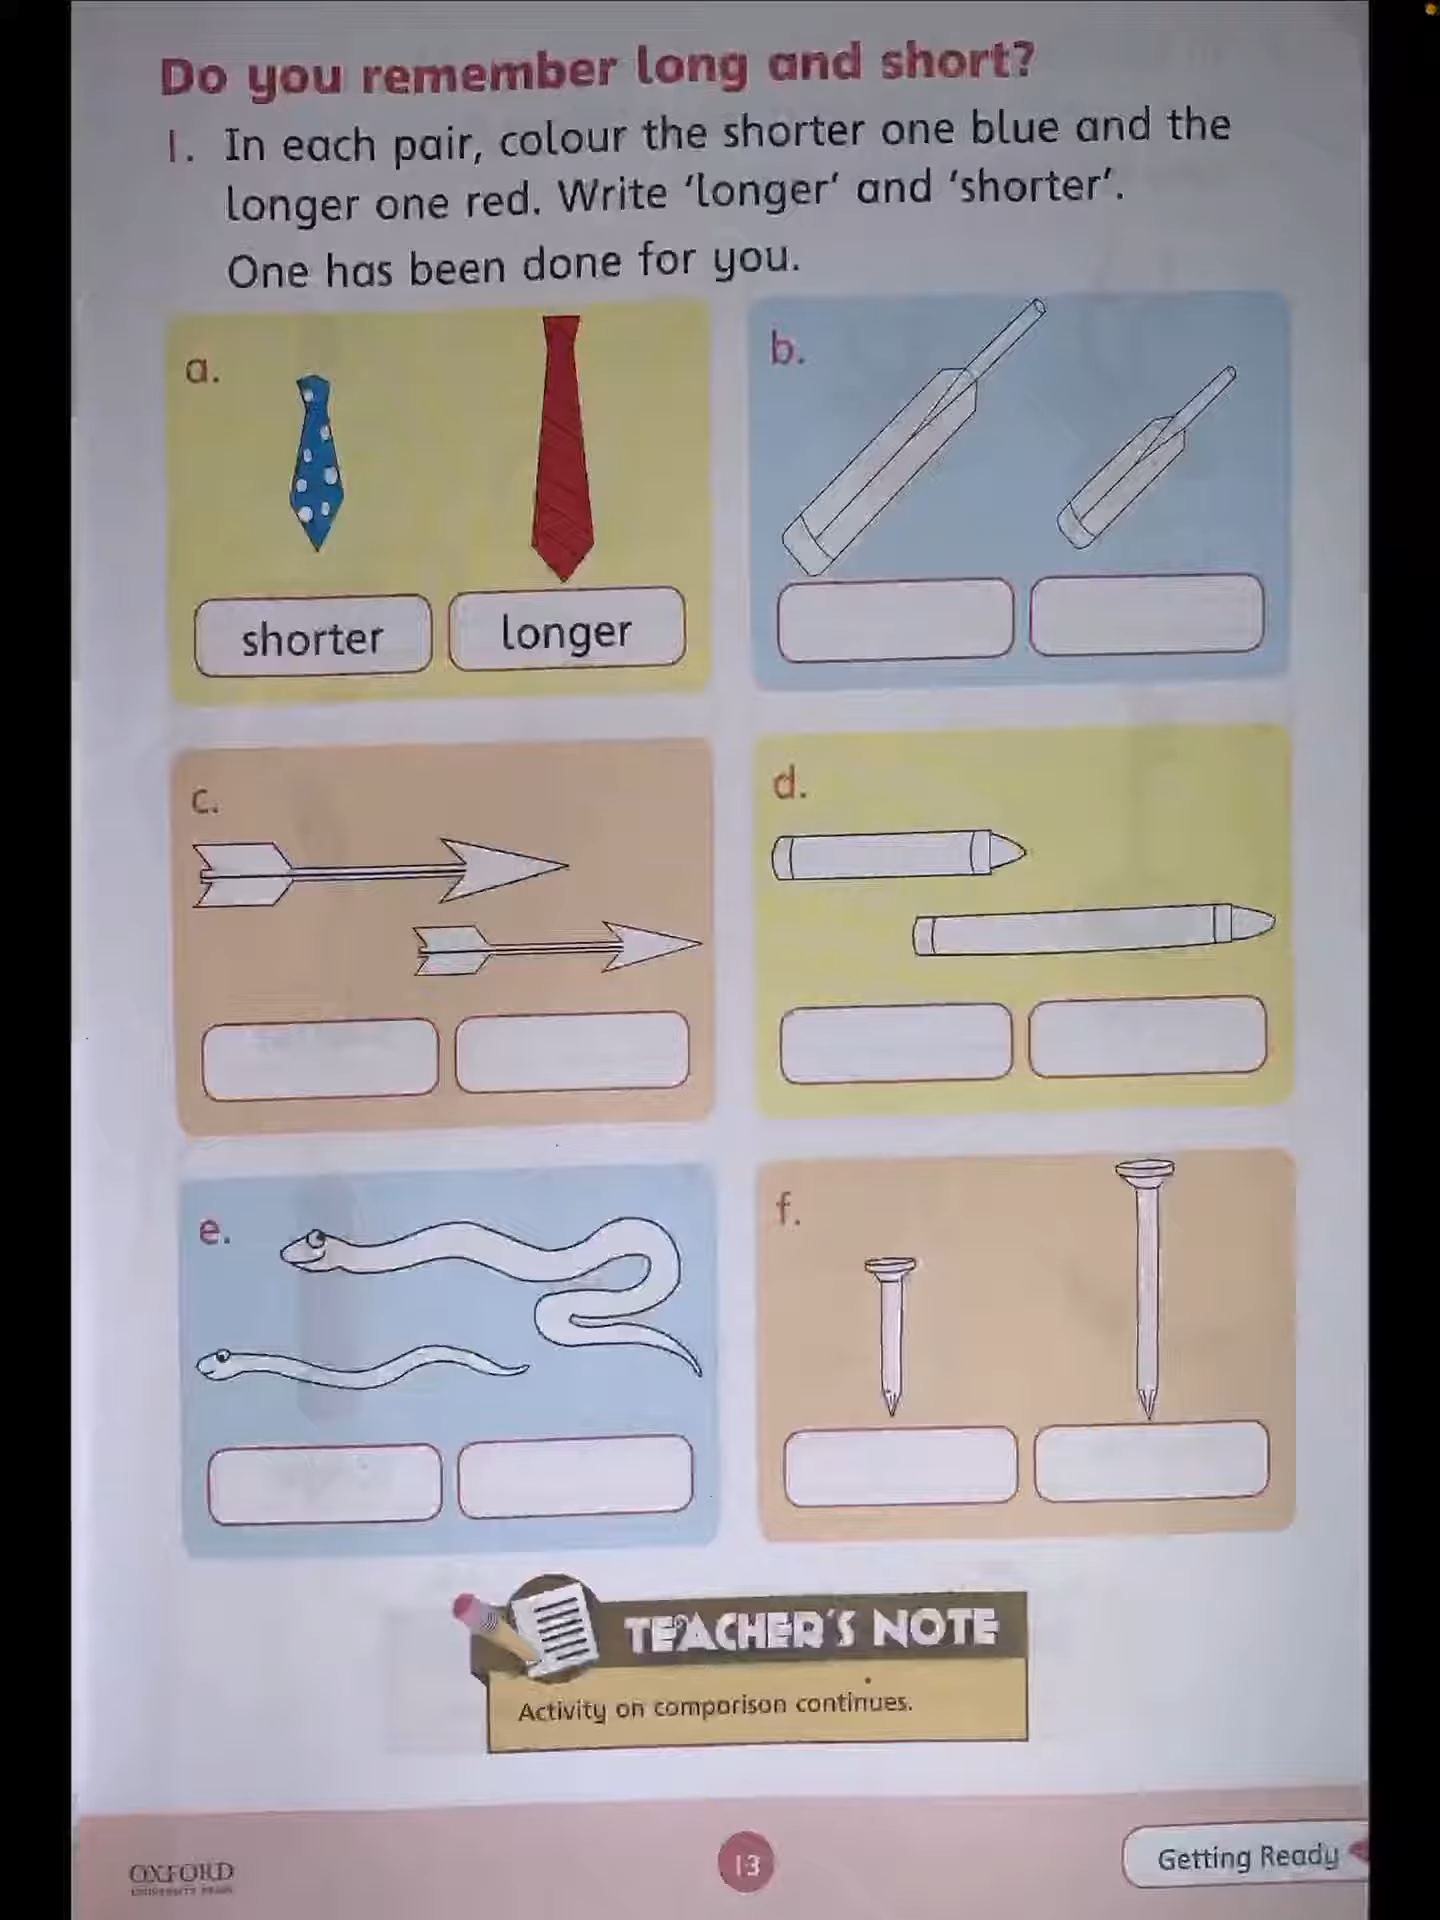 Do you remember long and short?
1. In each pair, colour the shorter one blue and the
longer one red. Write ‘longer’ and ‘shorter’.
One has been done for you.
a.
shorter
longer
b.
c.
d.
e.
f.
TEACHER'S NOTE
Activity on comparison continues.
OXFORD
UNIVERSITY PRESS
13
Getting Ready